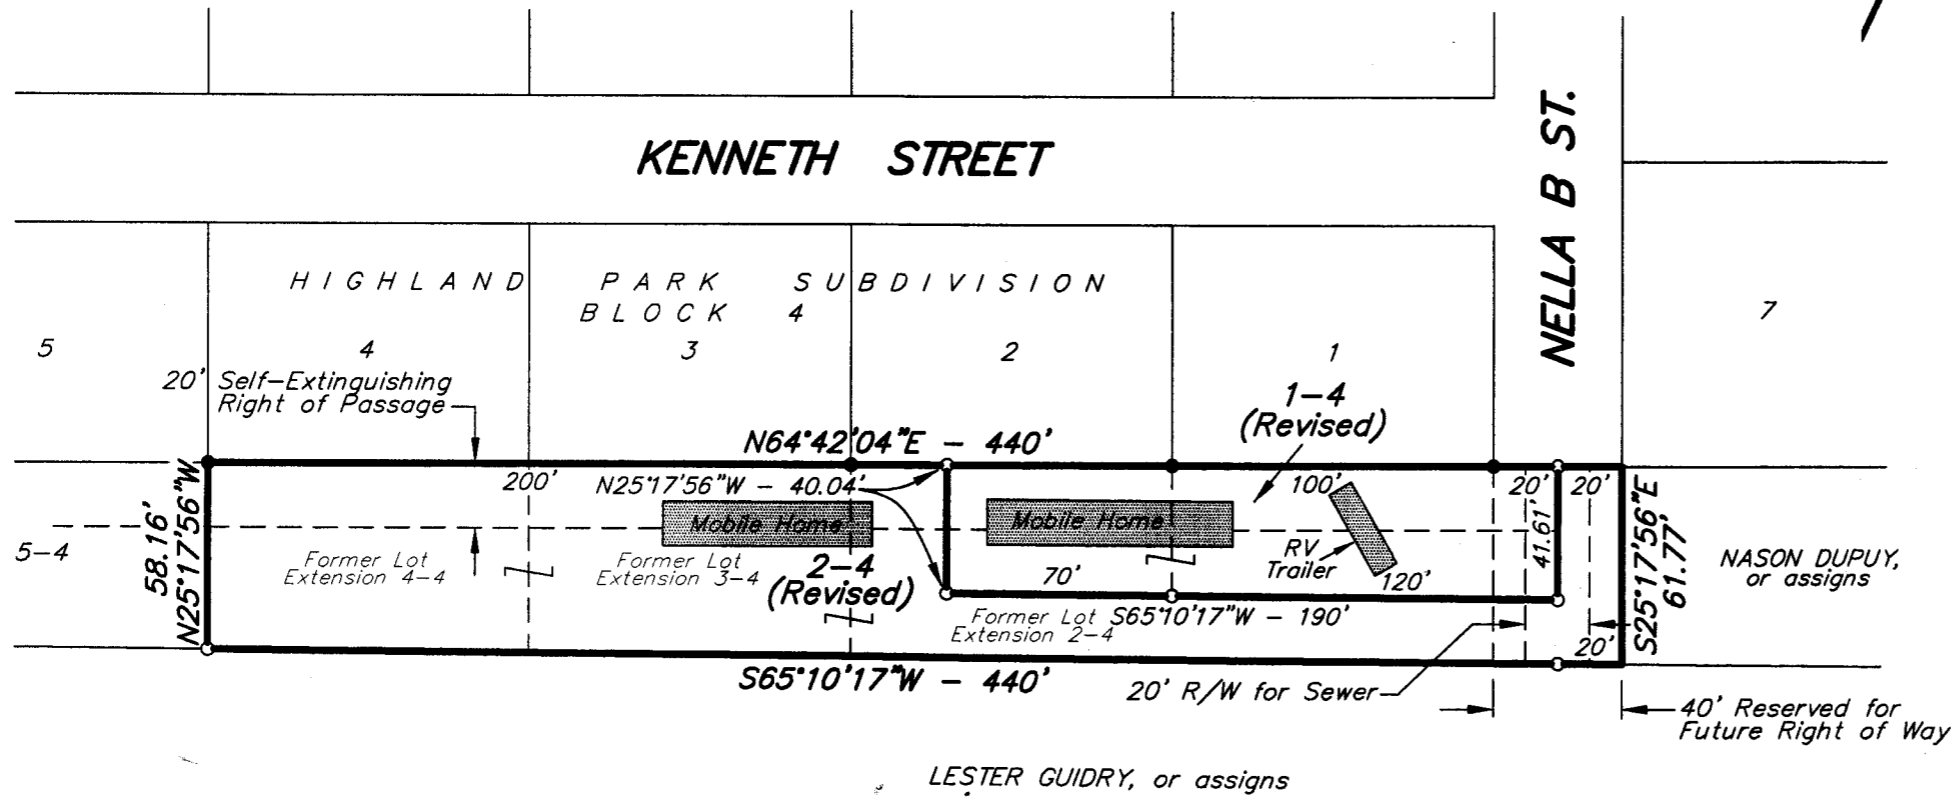 KENNETH STREET
NELLA B ST.
HIGHLAND PARK SUBDIVISION
BLOCK 4
5
4
3
2
1
7
20' Self-Extinguishing
Right of Passage
1-4
(Revised)
N64°42'04"E - 440'
58.16'
N25°17'56"W
200'
N25°17'56"W - 40.04'
100'
20'
20'
Mobile Home
Mobile Home
RV
Trailer
41.61'
S25°17'56"E
61.77'
5-4
Former Lot
Extension 4-4
Former Lot
Extension 3-4
2-4
(Revised)
70'
120'
NASON DUPUY,
or assigns
Former Lot
Extension 2-4
S65°10'17"W - 190'
20'
S65°10'17"W - 440'
20' R/W for Sewer
40' Reserved for
Future Right of Way
LESTER GUIDRY, or assigns